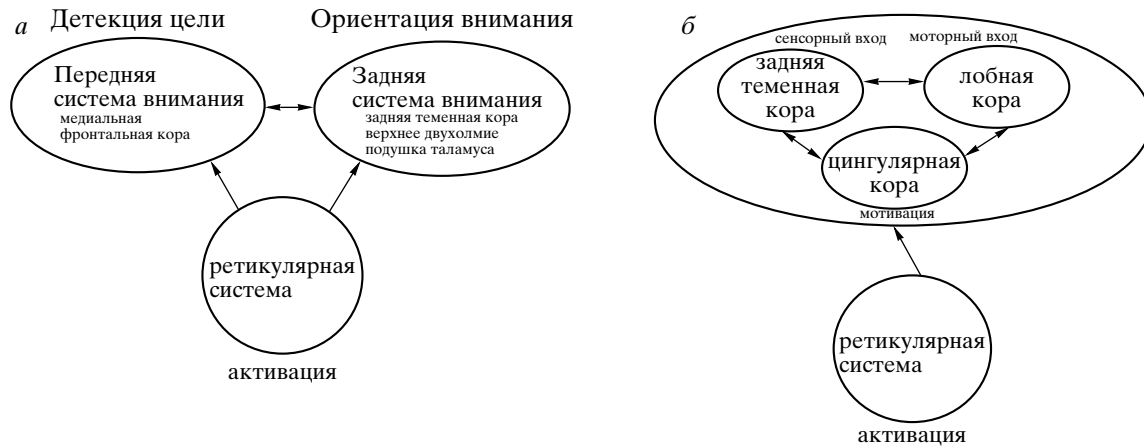 а
Детекция цели
Передняя
система внимания
медиальная
фронтальная кора
Ориентация внимания
Задняя
система внимания
задняя теменная кора
верхнее двухолмие
подушка таламуса
ретикулярная
система
активация
б
сенсорный вход
моторный вход
задняя
теменная
кора
лобная
кора
цингулярная
кора
мотивация
ретикулярная
система
активация